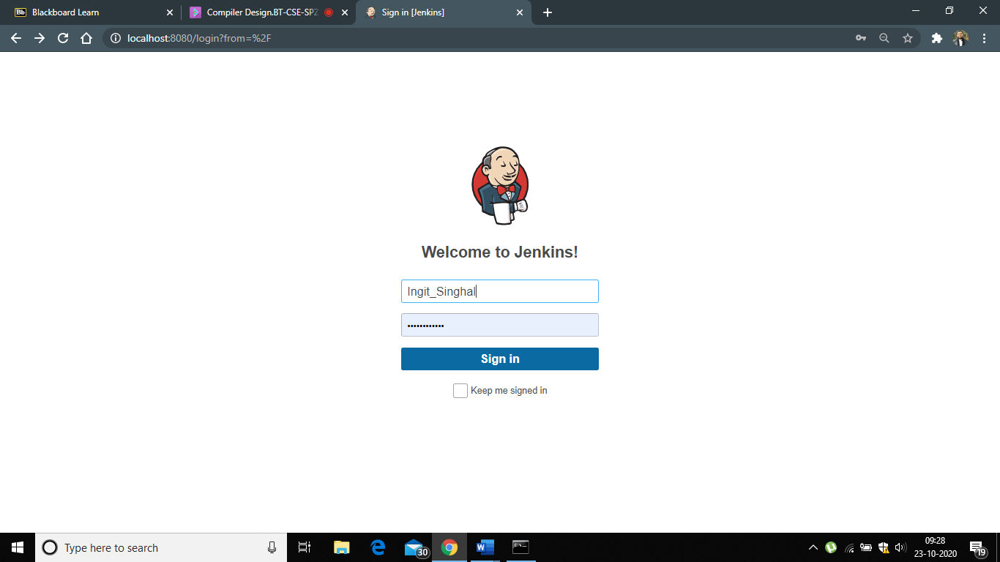 Bb Blackboard Learn
Compiler Design.BT-CSE-SPZ
Sign in [Jenkins]
localhost:8080/login?from=%2F
Welcome to Jenkins!
Ingit_Singhal
••••••••••••
Sign in
Keep me signed in
Type here to search
30
09:28
23-10-2020
19